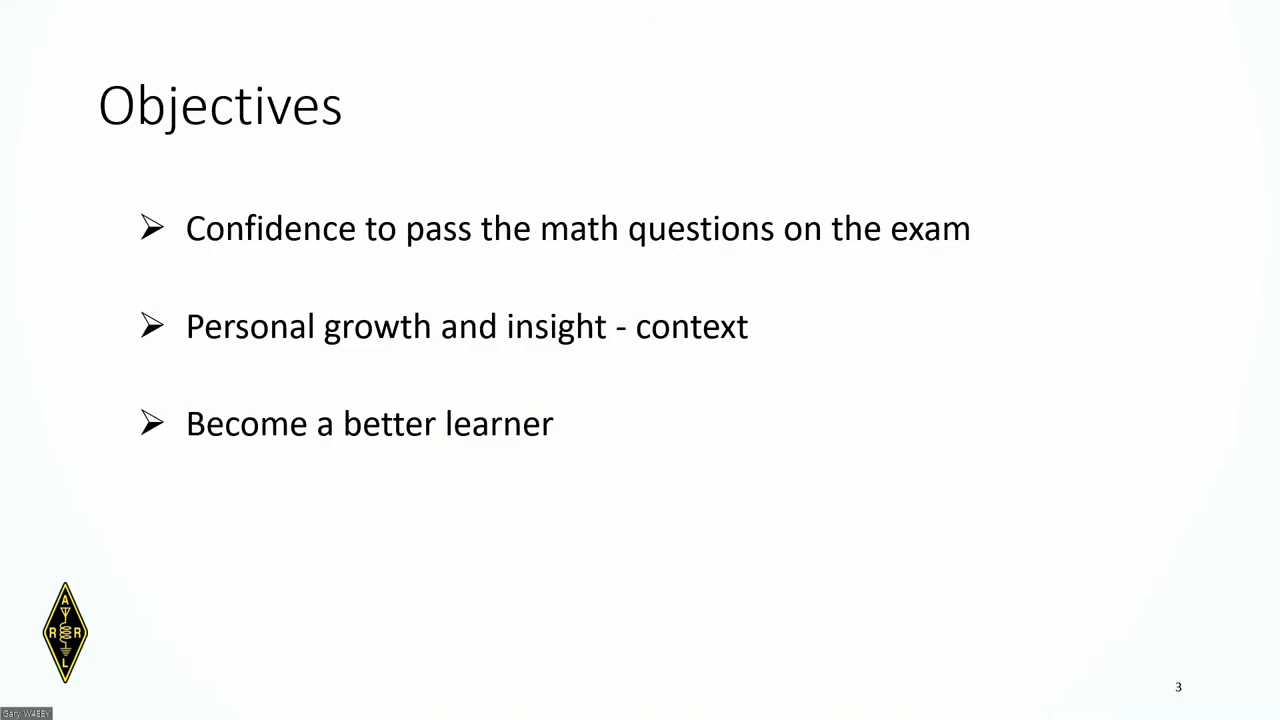 Objectives
Confidence to pass the math questions on the exam
Personal growth and insight - context
Become a better learner
A
R R
L
3
Gary W4EEY